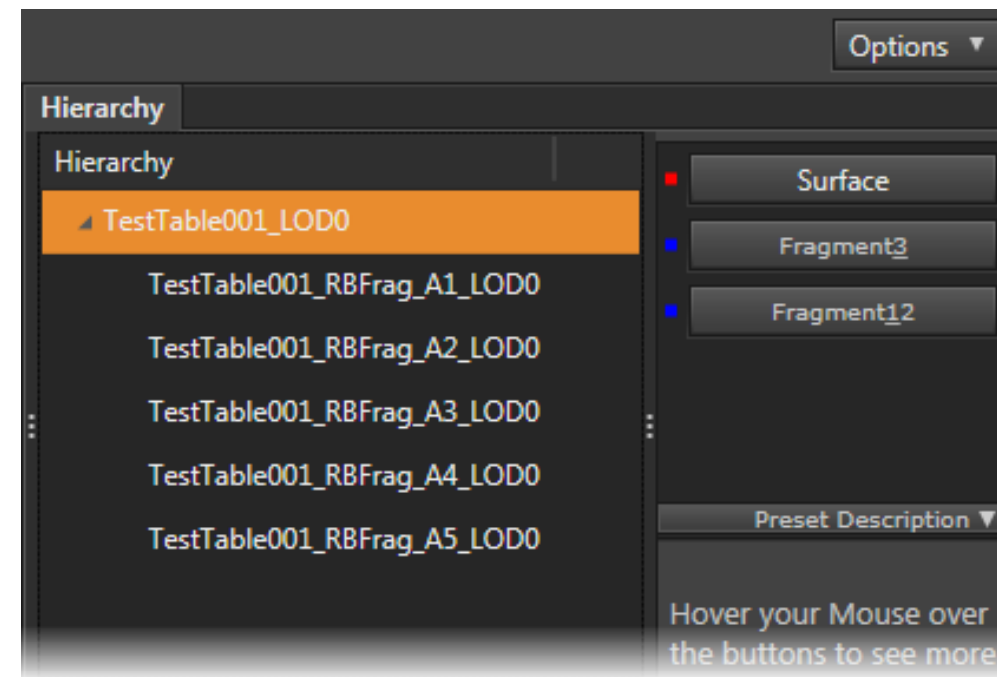 Options ▼
Hierarchy
Hierarchy
TestTable001_LOD0
TestTable001_RBFrag_A1_LOD0
TestTable001_RBFrag_A2_LOD0
TestTable001_RBFrag_A3_LOD0
TestTable001_RBFrag_A4_LOD0
TestTable001_RBFrag_A5_LOD0
Surface
Fragment3
Fragment12
Preset Description ▼
Hover your Mouse over
the buttons to see more